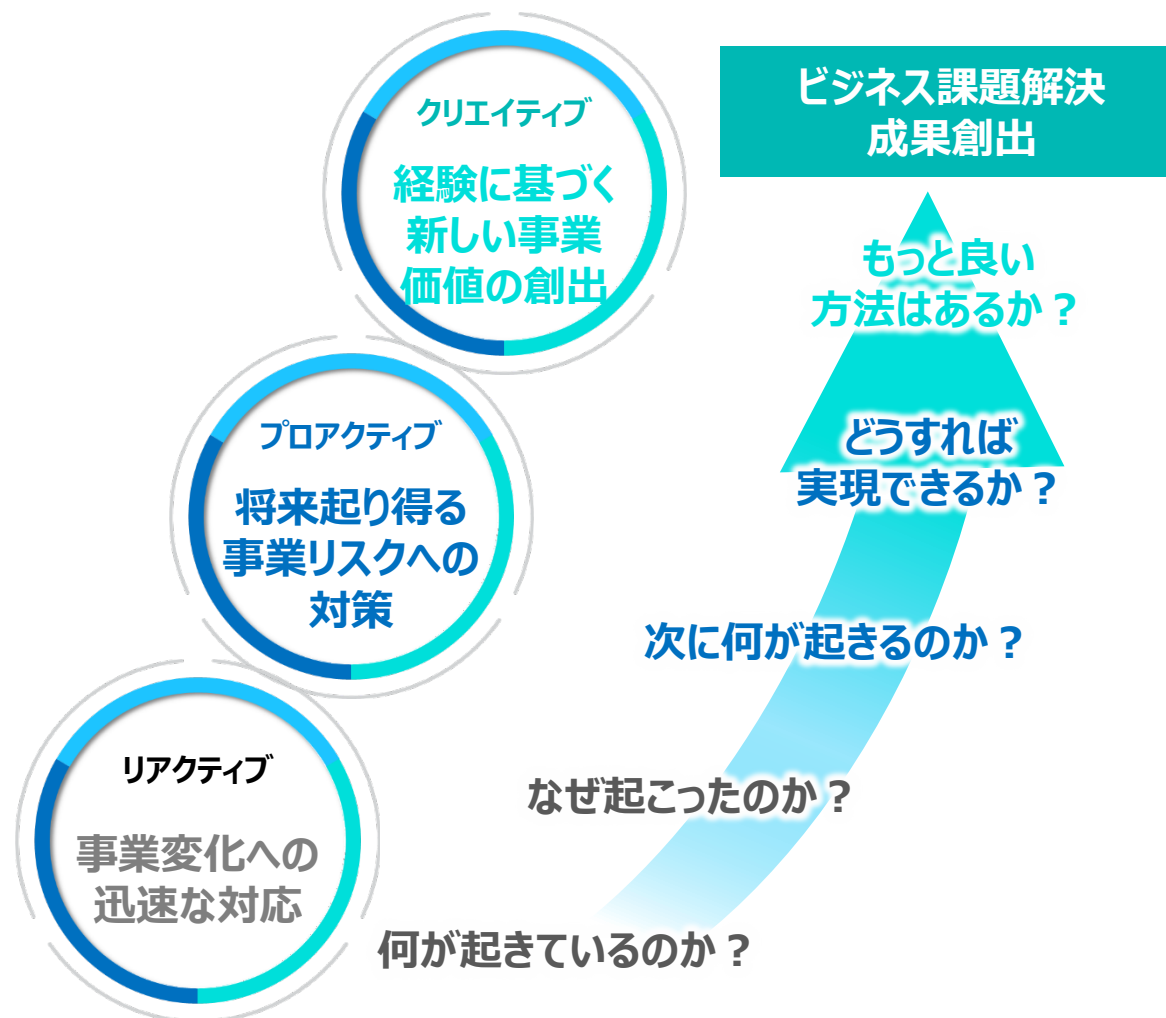 クリエイティブ
経験に基づく
新しい事業
価値の創出
プロアクティブ
将来起り得る
事業リスクへの
対策
リアクティブ
事業変化への
迅速な対応
ビジネス課題解決
成果創出
もっと良い
方法はあるか？
どうすれば
実現できるか？
次に何が起きるのか？
なぜ起こったのか？
何が起きているのか？